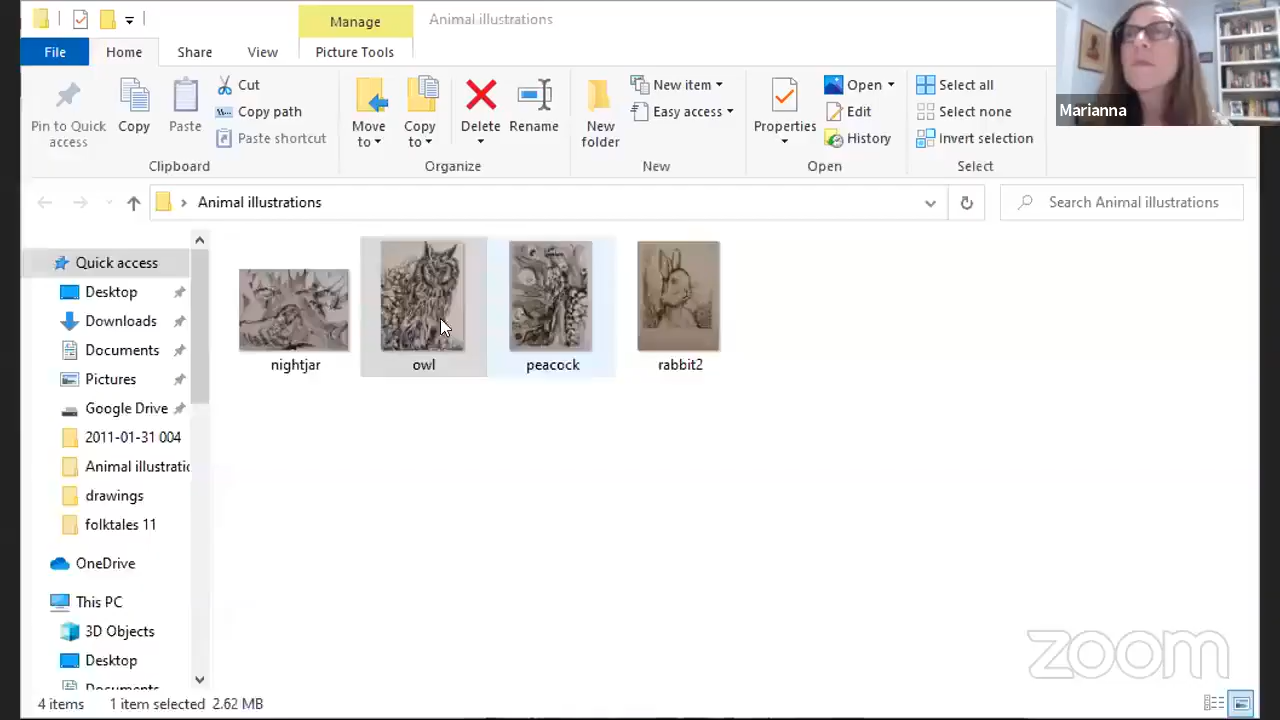 Manage
Animal illustrations
File
Home
Share
View
Picture Tools
Pin to Quick access
Copy
Paste
Cut
Copy path
Paste shortcut
Clipboard
Move to
Copy to
Delete
Rename
Organize
New folder
New item
Easy access
New
Properties
Open
Edit
History
Open
Select all
Select none
Invert selection
Select
Marianna
Animal illustrations
Search Animal illustrations
Quick access
Desktop
Downloads
Documents
Pictures
Google Drive
2011-01-31 004
Animal illustratic
drawings
folktales 11
OneDrive
This PC
3D Objects
Desktop
Documents
nightjar
owl
peacock
rabbit2
4 items
1 item selected 2.62 MB
zoom